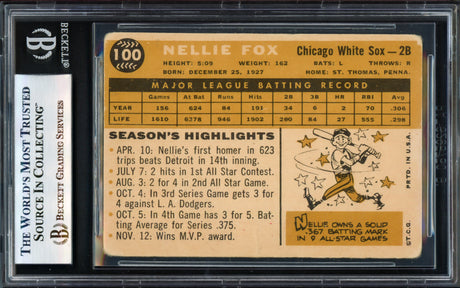 BECKETT
THE WORLD'S MOST TRUSTED
SOURCE IN COLLECTING™
BECKETT GRADING SERVICES
100
NELLIE FOX
Chicago White Sox—2B
HEIGHT: 5:09 WEIGHT: 162 BATS: L THROWS: R
BORN: DECEMBER 25, 1927 HOME: ST. THOMAS, PENNA.
MAJOR LEAGUE BATTING RECORD
Games At Bat Runs Hits 2B 3B HR RBI Avg.
YEAR 156 624 84 191 34 6 2 70 .306
LIFE 1610 6378 946 1902 280 84 27 555 .298
SEASON'S HIGHLIGHTS
• APR. 10: Nellie's first homer in 623
trips beats Detroit in 14th inning.
• JULY 7: 2 hits in 1st All Star Contest.
• AUG. 3: 2 for 4 in 2nd All Star Game.
• OCT. 4: In 3rd Series Game gets 3 for
4 against L. A. Dodgers.
• OCT. 5: In 4th Game has 3 for 5. Bat-
ting Average for Series .375.
• NOV. 12: Wins M.V.P. award.
NELLIE OWNS A SOLID
.367 BATTING MARK
IN 9 ALL-STAR GAMES
©T.C.G. PRTD. IN U.S.A.